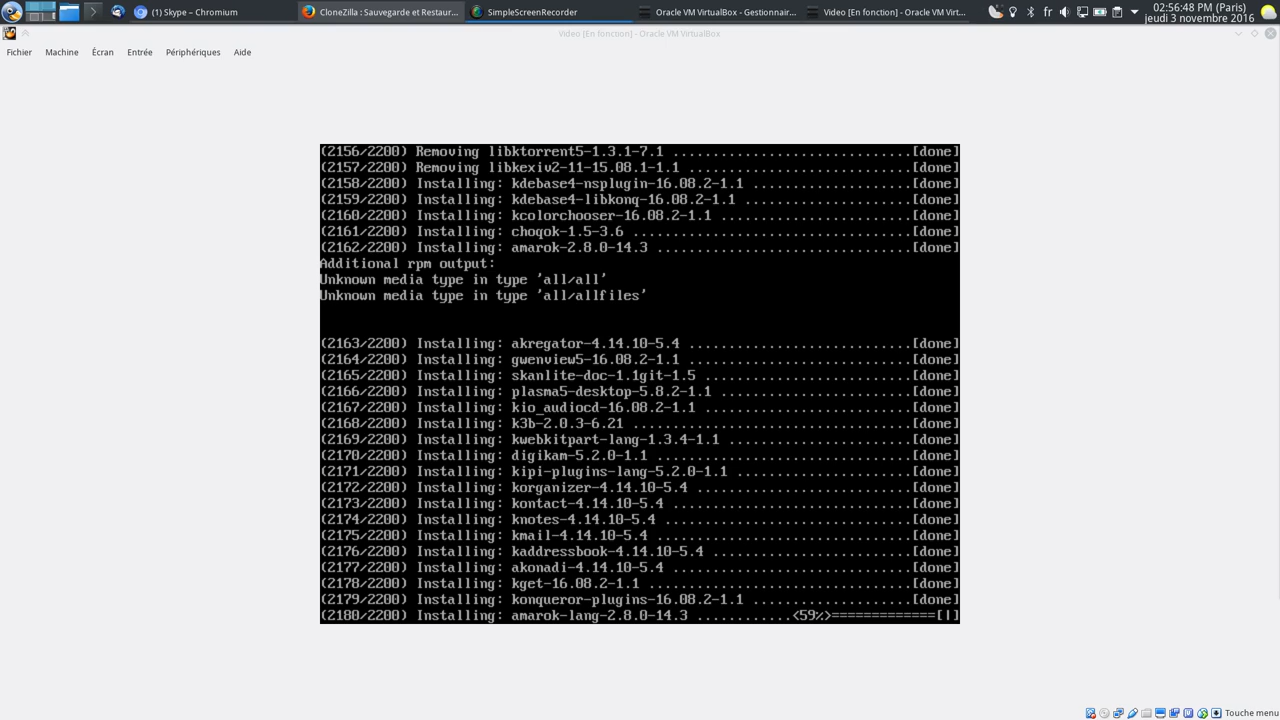 (1) Skype – Chromium
CloneZilla : Sauvegarde et Restaur...
SimpleScreenRecorder
Oracle VM VirtualBox - Gestionnair...
Video [En fonction] - Oracle VM Virt...
fr
02:56:48 PM (Paris)
jeudi 3 novembre 2016
Video [En fonction] - Oracle VM VirtualBox
Fichier Machine Écran Entrée Périphériques Aide
(2156/2200) Removing libktorrent5-1.3.1-7.1 ..............................[done]
(2157/2200) Removing libkexiv2-11-15.08.1-1.1 ............................[done]
(2158/2200) Installing: kdebase4-nsplugin-16.08.2-1.1 ....................[done]
(2159/2200) Installing: kdebase4-libkonq-16.08.2-1.1 .....................[done]
(2160/2200) Installing: kcolorchooser-16.08.2-1.1 ........................[done]
(2161/2200) Installing: choqok-1.5-3.6 ...................................[done]
(2162/2200) Installing: amarok-2.8.0-14.3 ................................[done]
Additional rpm output:
Unknown media type in type 'all/all'
Unknown media type in type 'all/allfiles'
(2163/2200) Installing: akregator-4.14.10-5.4 ............................[done]
(2164/2200) Installing: gwenview5-16.08.2-1.1 ............................[done]
(2165/2200) Installing: skanlite-doc-1.1git-1.5 ..........................[done]
(2166/2200) Installing: plasma5-desktop-5.8.2-1.1 ........................[done]
(2167/2200) Installing: kio_audiocd-16.08.2-1.1 ..........................[done]
(2168/2200) Installing: k3b-2.0.3-6.21 ...................................[done]
(2169/2200) Installing: kwebkitpart-lang-1.3.4-1.1 .......................[done]
(2170/2200) Installing: digikam-5.2.0-1.1 ................................[done]
(2171/2200) Installing: kipi-plugins-lang-5.2.0-1.1 ......................[done]
(2172/2200) Installing: korganizer-4.14.10-5.4 ...........................[done]
(2173/2200) Installing: kontact-4.14.10-5.4 ..............................[done]
(2174/2200) Installing: knotes-4.14.10-5.4 ...............................[done]
(2175/2200) Installing: kmail-4.14.10-5.4 ................................[done]
(2176/2200) Installing: kaddressbook-4.14.10-5.4 .........................[done]
(2177/2200) Installing: akonadi-4.14.10-5.4 ..............................[done]
(2178/2200) Installing: kget-16.08.2-1.1 .................................[done]
(2179/2200) Installing: konqueror-plugins-16.08.2-1.1 ....................[done]
(2180/2200) Installing: amarok-lang-2.8.0-14.3 ............<59%>=============[|]
Touche menu